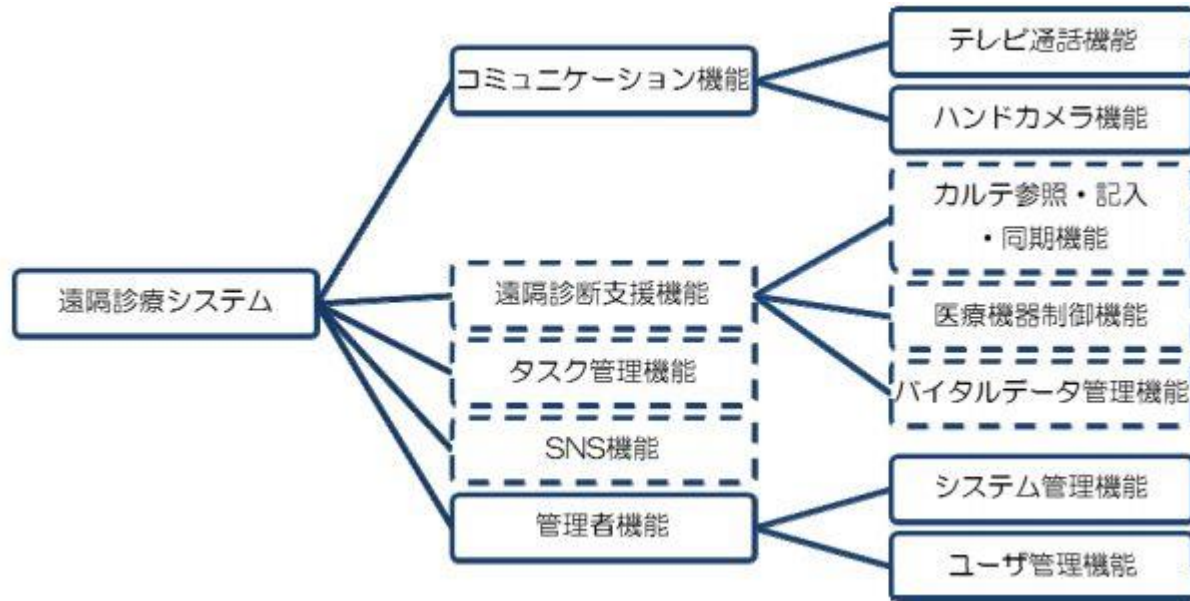 遠隔診療システム
コミュニケーション機能
テレビ通話機能
ハンドカメラ機能
遠隔診断支援機能
カルテ参照・記入
・同期機能
医療機器制御機能
バイタルデータ管理機能
タスク管理機能
SNS機能
管理者機能
システム管理機能
ユーザ管理機能